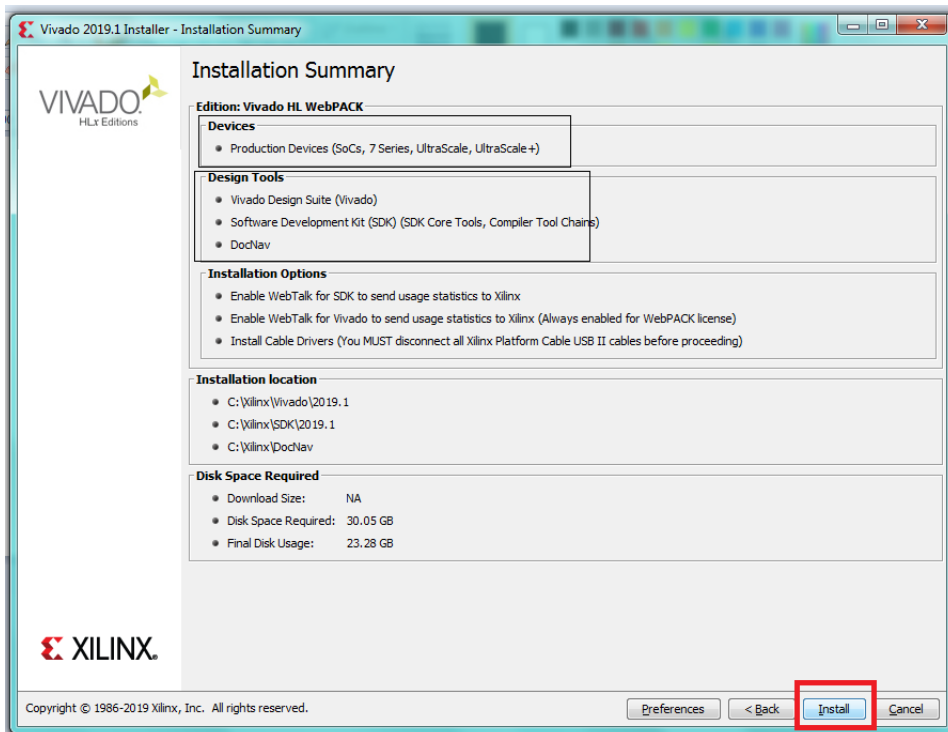 Vivado 2019.1 Installer - Installation Summary
Installation Summary
VIVADO.
HLx Editions
Edition: Vivado HL WebPACK
Devices
Production Devices (SoCs, 7 Series, UltraScale, UltraScale+)
Design Tools
Vivado Design Suite (Vivado)
Software Development Kit (SDK) (SDK Core Tools, Compiler Tool Chains)
DocNav
Installation Options
Enable WebTalk for SDK to send usage statistics to Xilinx
Enable WebTalk for Vivado to send usage statistics to Xilinx (Always enabled for WebPACK license)
Install Cable Drivers (You MUST disconnect all Xilinx Platform Cable USB II cables before proceeding)
Installation location
C:\Xilinx\Vivado\2019.1
C:\Xilinx\SDK\2019.1
C:\Xilinx\DocNav
Disk Space Required
Download Size: NA
Disk Space Required: 30.05 GB
Final Disk Usage: 23.28 GB
XILINX.
Copyright © 1986-2019 Xilinx, Inc. All rights reserved.
Preferences < Back Install Cancel